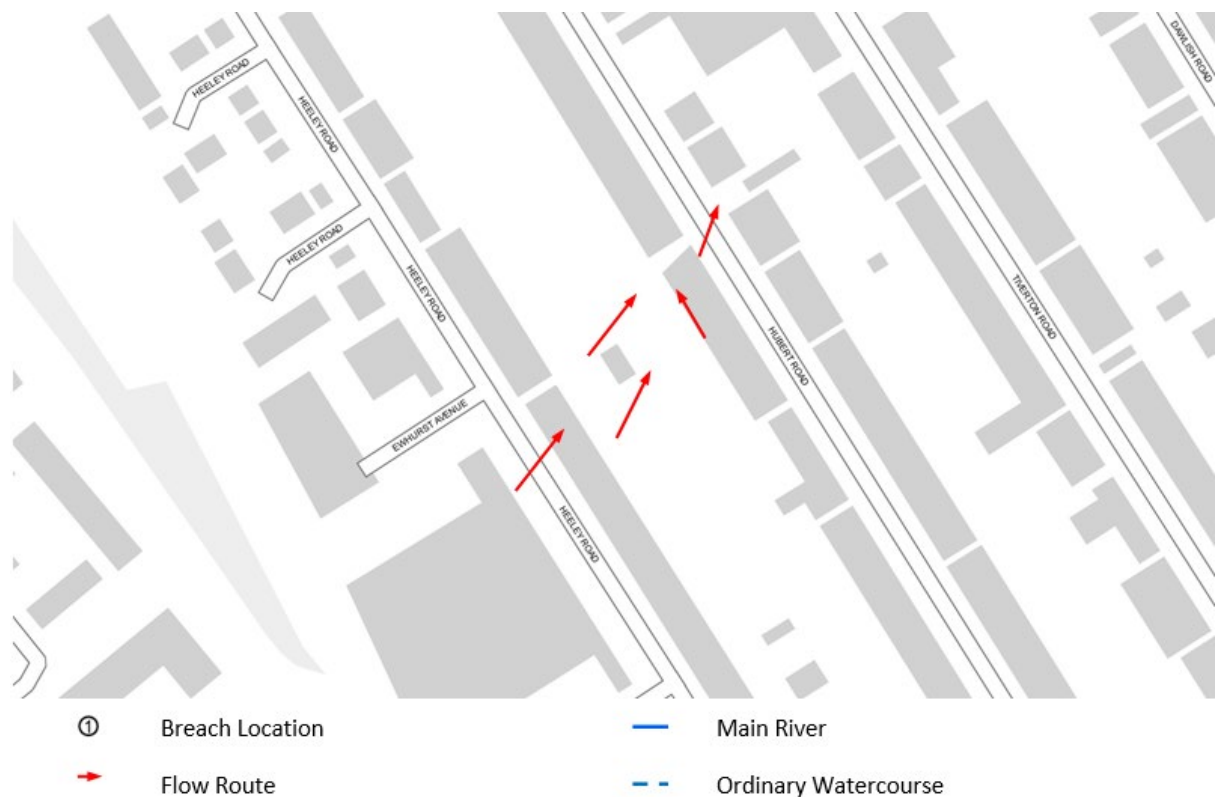 DAWLISH ROAD
HEELEY ROAD
HEELEY ROAD
HEELEY ROAD
HEELEY ROAD
TIVERTON ROAD
HUBERT ROAD
EWHURST AVENUE
HEELEY ROAD
① Breach Location
Main River
Flow Route
Ordinary Watercourse